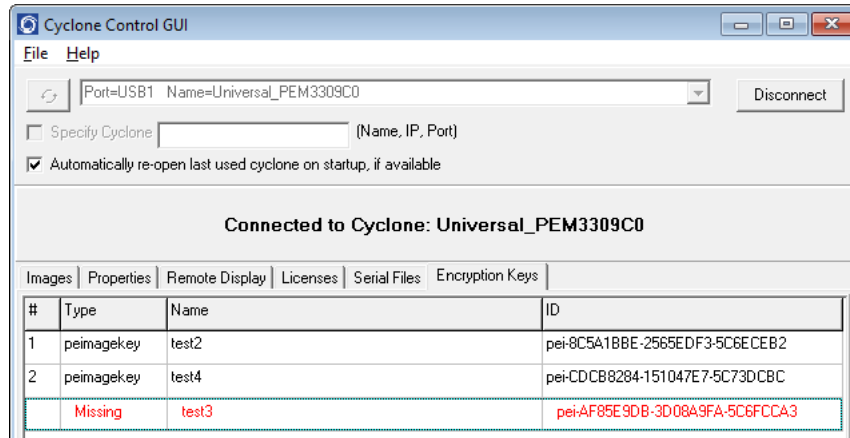 Cyclone Control GUI
File Help
Port=USB1 Name=Universal_PEM3309C0
Disconnect
Specify Cyclone (Name, IP, Port)
Automatically re-open last used cyclone on startup, if available
Connected to Cyclone: Universal_PEM3309C0
Images Properties Remote Display Licenses Serial Files Encryption Keys
# Type Name ID
1 peimagekey test2 pei-8C5A1BBE-2565EDF3-5C6ECEB2
2 peimagekey test4 pei-CDCB8284-151047E7-5C73DCBC
Missing test3 pei-AF85E9DB-3D08A9FA-5C6FCCA3